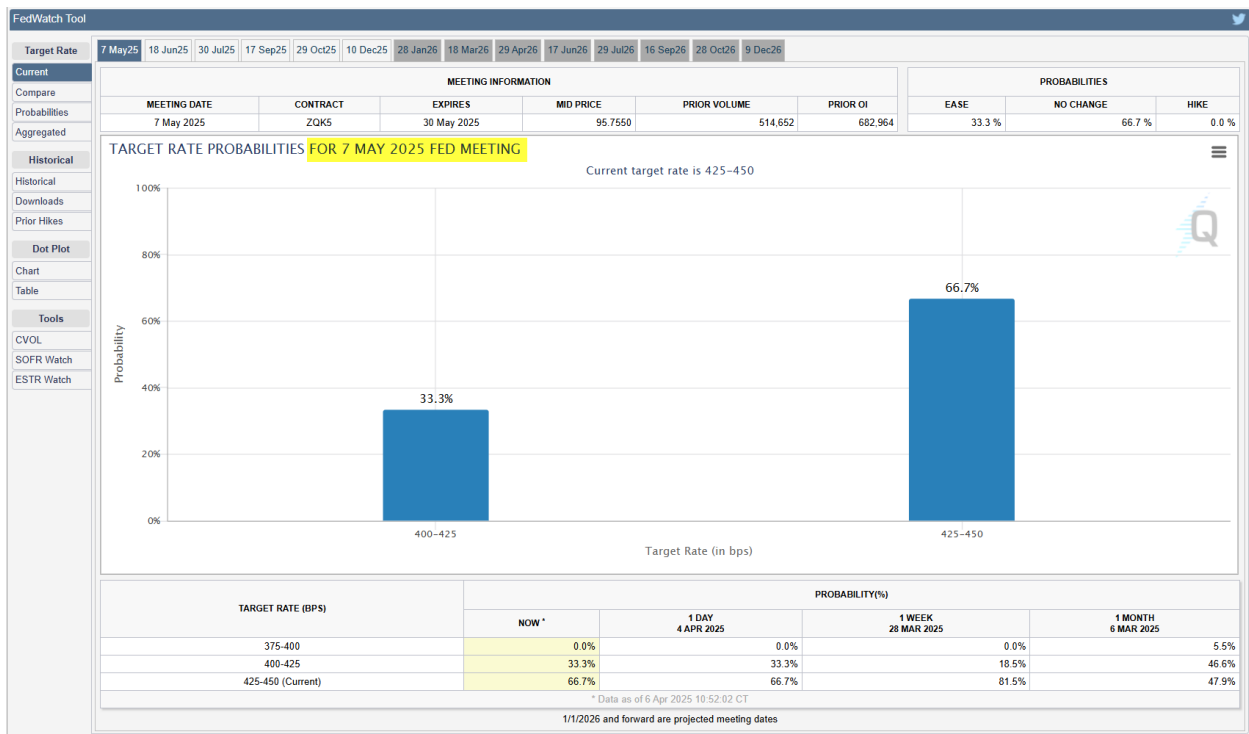 FedWatch Tool
Target Rate
Current
Compare
Probabilities
Aggregated
Historical
Historical
Downloads
Prior Hikes
Dot Plot
Chart
Table
Tools
CVOL
SOFR Watch
ESTR Watch
7 May25 18 Jun25 30 Jul25 17 Sep25 29 Oct25 10 Dec25 28 Jan26 18 Mar26 29 Apr26 17 Jun26 29 Jul26 16 Sep26 28 Oct26 9 Dec26
MEETING INFORMATION
MEETING DATE CONTRACT EXPIRES MID PRICE PRIOR VOLUME PRIOR OI
7 May 2025 ZQK5 30 May 2025 95.7550 514,652 682,964
PROBABILITIES
EASE NO CHANGE HIKE
33.3 % 66.7 % 0.0 %
TARGET RATE PROBABILITIES FOR 7 MAY 2025 FED MEETING
Current target rate is 425-450
Q
Probability
100%
80%
60%
40%
20%
0%
33.3%
66.7%
400-425 425-450
Target Rate (in bps)
TARGET RATE (BPS) PROBABILITY(%)
NOW * 1 DAY 4 APR 2025 1 WEEK 28 MAR 2025 1 MONTH 6 MAR 2025
375-400 0.0% 0.0% 0.0% 5.5%
400-425 33.3% 33.3% 18.5% 46.6%
425-450 (Current) 66.7% 66.7% 81.5% 47.9%
* Data as of 6 Apr 2025 10:52:02 CT
1/1/2026 and forward are projected meeting dates